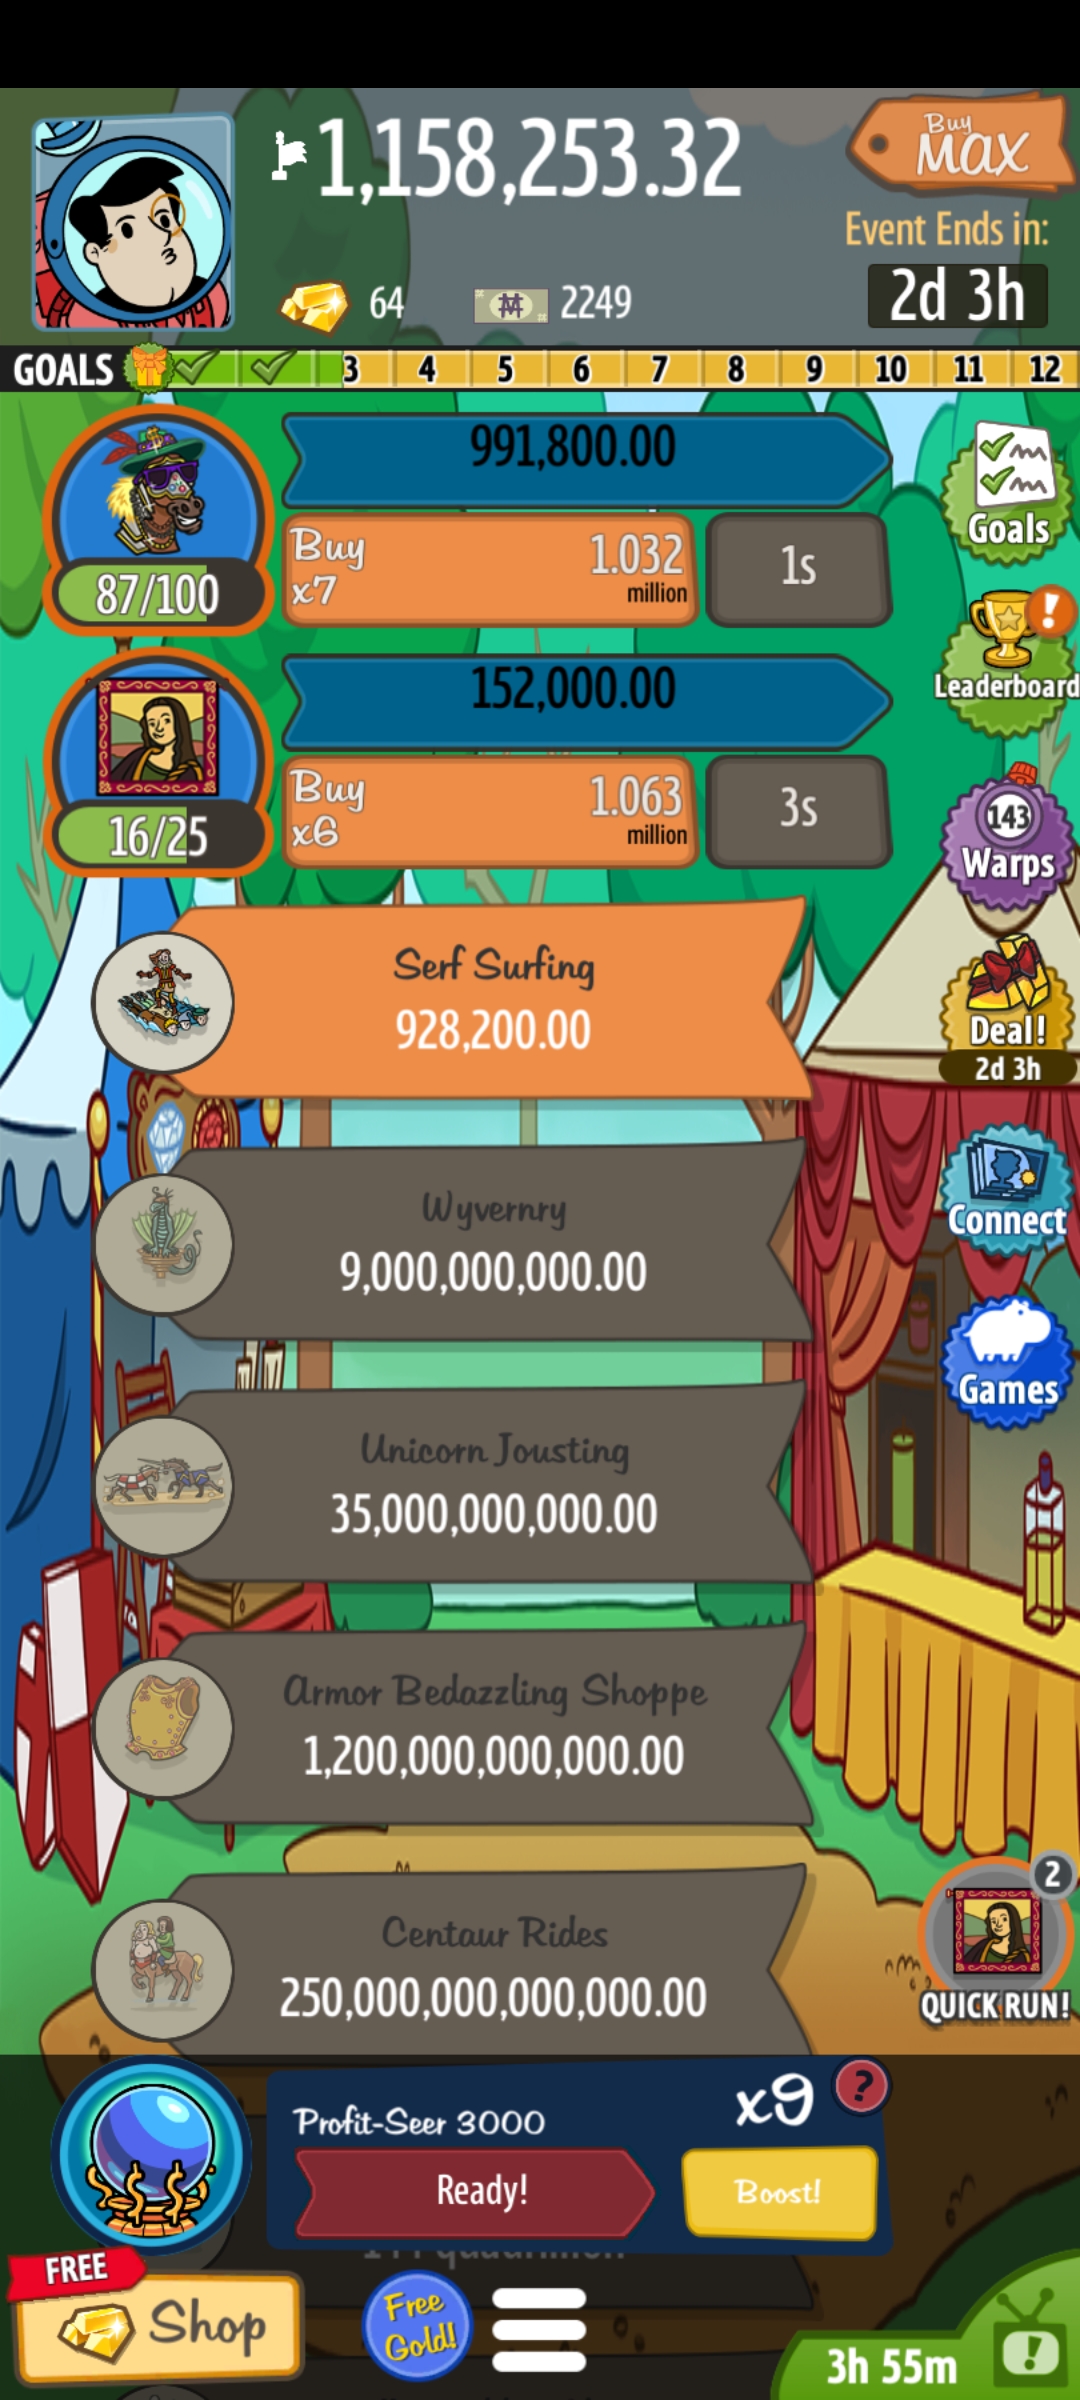 1,158,253.32
Buy
MAX
Event Ends in:
2d 3h
64
2249
GOALS
3 4 5 6 7 8 9 10 11 12
991,800.00
Buy
x7
1.032
million
1s
87/100
Goals
!
Leaderboard
152,000.00
Buy
x6
1.063
million
3s
16/25
143
Warps
Serf Surfing
928,200.00
Deal!
2d 3h
Wyvernry
9,000,000,000.00
Connect
Unicorn Jousting
35,000,000,000.00
Games
Armor Bedazzling Shoppe
1,200,000,000,000.00
Centaur Rides
250,000,000,000,000.00
2
QUICK RUN!
Profit-Seer 3000
x9
?
Ready!
Boost!
FREE
Shop
Free
Gold!
3h 55m
!